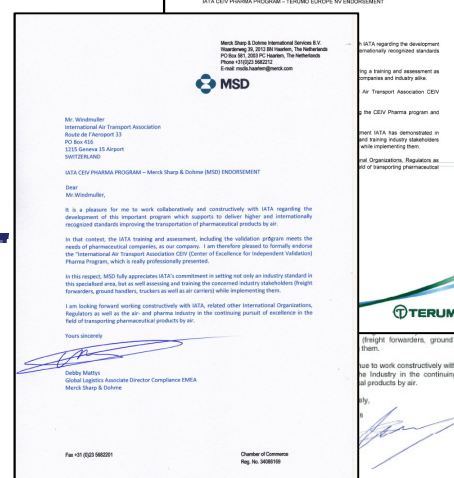 IATA CEIV PHARMA PROGRAM – TERUMO EUROPE NV ENDORSEMENT
Merck Sharp & Dohme International Services B.V.
Waarderweg 39, 2031 BN Haarlem, The Netherlands
PO Box 581, 2003 PC Haarlem, The Netherlands
Phone +31(0)23 5682212
E-mail: msdis.haarlem@merck.com
MSD
Mr. Windmuller
International Air Transport Association
Route de l'Aeroport 33
PO Box 416
1215 Geneva 15 Airport
SWITZERLAND
IATA CEIV PHARMA PROGRAM – Merck Sharp & Dohme (MSD) ENDORSEMENT
Dear
Mr Windmuller,
It is a pleasure for me to work collaboratively and constructively with IATA regarding the
development of this important program which supports to deliver higher and internationally
recognized standards improving the transportation of pharmaceutical products by air.
In that context, the IATA training and assessment, including the validation program meets the
needs of pharmaceutical companies, as our company. I am therefore pleased to formally endorse
the "International Air Transport Association CEIV (Center of Excellence for Independent Validation)
Pharma Program, which is really professionally presented.
In this respect, MSD fully appreciates IATA's commitment in setting not only an industry standard in
this specialised area, but as well assessing and training the concerned industry stakeholders (freight
forwarders, ground handlers, truckers as well as air carriers) while implementing them.
I am looking forward working constructively with IATA, related other International Organizations,
Regulators as well as the air- and pharma industry in the continuing pursuit of excellence in the
field of transporting pharmaceutical products by air.
Yours sincerely
Debby Mattys
Global Logistics Associate Director Compliance EMEA
Merck Sharp & Dohme
Fax +31 (0)23 5682201
Chamber of Commerce
Reg. No. 34088169
h IATA regarding the development
ernationally recognized standards
ring a training and assessment as
companies and industry alike.
Air Transport Association CEIV
g the CEIV Pharma program and
ment IATA has demonstrated in
and training industry stakeholders
while implementing them.
nal Organizations, Regulators as
eld of transporting pharmaceutical
TERUM
(freight forwarders, ground
them.
nue to work constructively with
he Industry in the continuing
al products by air.
ely,